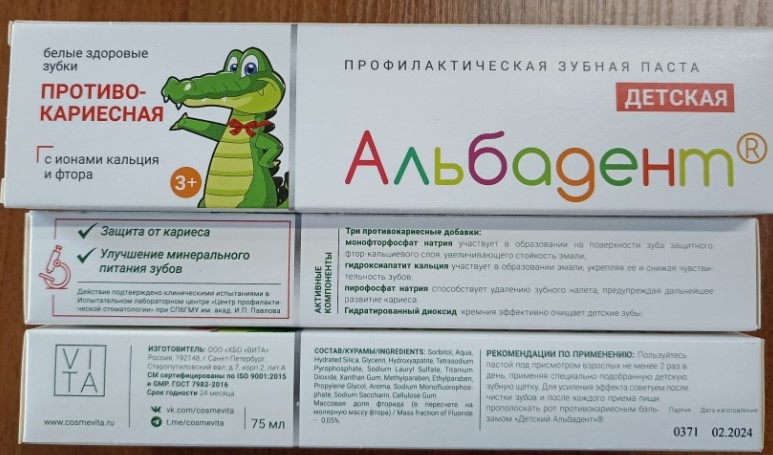 белые здоровые
зубки
ПРОТИВО-
КАРИЕСНАЯ
с ионами кальция
и фтора
3+
ПРОФИЛАКТИЧЕСКАЯ ЗУБНАЯ ПАСТА
ДЕТСКАЯ
Альбадент®
Защита от кариеса
Улучшение минерального
питания зубов
Действие подтверждено клиническими испытаниями в
Испытательном лабораторном центре «Центр профилакти-
ческой стоматологии» при СПбГМУ им. акад. И.П. Павлова
АКТИВНЫЕ
КОМПОНЕНТЫ
Три противокариесные добавки:
монофторфосфат натрия участвует в образовании на поверхности зуба защитного
фтор-кальциевого слоя, увеличивающего стойкость эмали,
гидроксиапатит кальция участвует в образовании эмали, укрепляя ее и снижая чувстви-
тельность зубов,
пирофосфат натрия способствует удалению зубного налета, предупреждая дальнейшее
развитие кариеса.
Гидратированный диоксид кремния эффективно очищает детские зубы.
VITA
www.cosmevita.ru
ИЗГОТОВИТЕЛЬ: ООО «ХБО «ВИТА»
Россия, 192148, г.Санкт-Петербург,
Старопутиловский вал, д.7, корп.2, лит.А
СМ сертифицированы по ISO 9001:2015
и GMP. ГОСТ 7983-2016
Срок годности 24 месяца
vk.com/cosmevita
t.me/cosmevita
75 мл
СОСТАВ/КУРАМЫ/INGREDIENTS: Sorbitol, Aqua,
Hydrated Silica, Glycerin, Hydroxyapatite, Tetrasodium
Pyrophosphate, Sodium Lauryl Sulfate, Titanium
Dioxide, Xanthan Gum, Methylparaben, Ethylparaben,
Propylene Glycol, Aroma, Sodium Monofluorophos-
phate, Sodium Saccharin, Cellulose Gum
Массовая доля фторида (в пересчете на
молярную массу фтора) / Mass fraction of Fluoride
– 0,05%.
РЕКОМЕНДАЦИИ ПО ПРИМЕНЕНИЮ: Пользуйтесь
пастой под присмотром взрослых не менее 2 раз в
день, применяя специально подобранную детскую
зубную щетку. Для усиления эффекта советуем после
чистки зубов и после каждого приема пищи
прополоскать рот противокариесным баль-
замом «Детский Альбадент»®.
Партия Дата изготовления
0371 02.2024